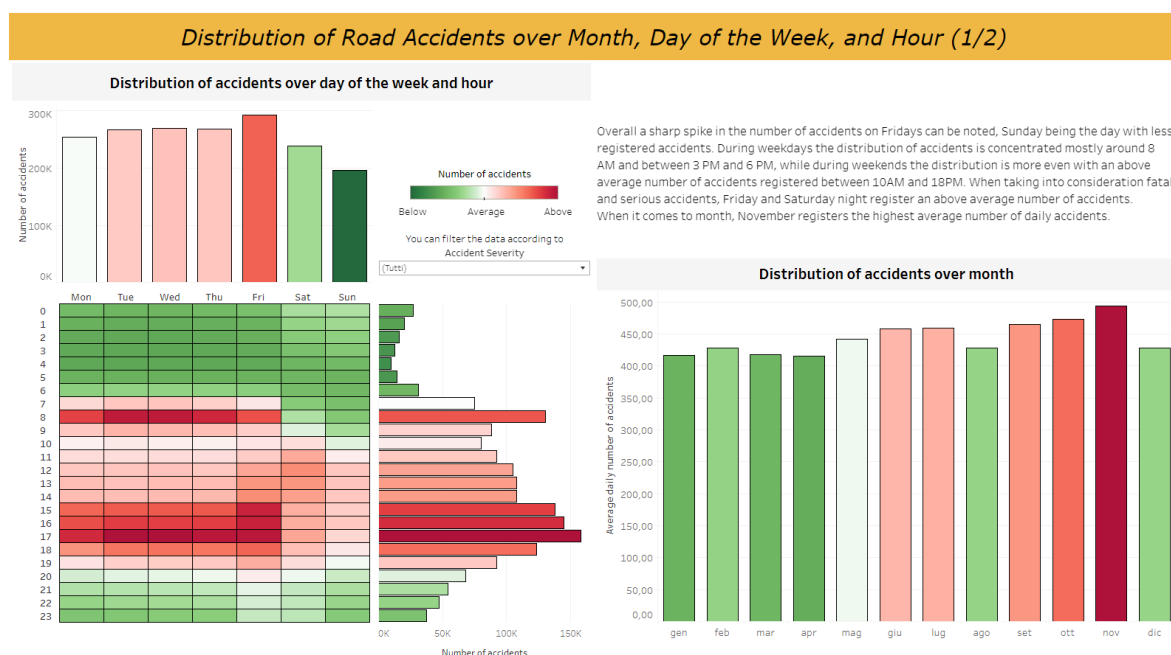 Distribution of Road Accidents over Month, Day of the Week, and Hour (1/2)
Distribution of accidents over day of the week and hour
300K
200K
100K
0K
Number of accidents
Number of accidents
Below Average Above
You can filter the data according to
Accident Severity
(Tutti)
Mon Tue Wed Thu Fri Sat Sun
0
1
2
3
4
5
6
7
8
9
10
11
12
13
14
15
16
17
18
19
20
21
22
23
0K 50K 100K 150K
Number of accidents
Overall a sharp spike in the number of accidents on Fridays can be noted, Sunday being the day with less
registered accidents. During weekdays the distribution of accidents is concentrated mostly around 8
AM and between 3 PM and 6 PM, while during weekends the distribution is more even with an above
average number of accidents registered between 10AM and 18PM. When taking into consideration fatal
and serious accidents, Friday and Saturday night register an above average number of accidents.
When it comes to month, November registers the highest average number of daily accidents.
Distribution of accidents over month
500,00
450,00
400,00
350,00
300,00
250,00
200,00
150,00
100,00
50,00
0,00
Average daily number of accidents
gen feb mar apr mag giu lug ago set ott nov dic